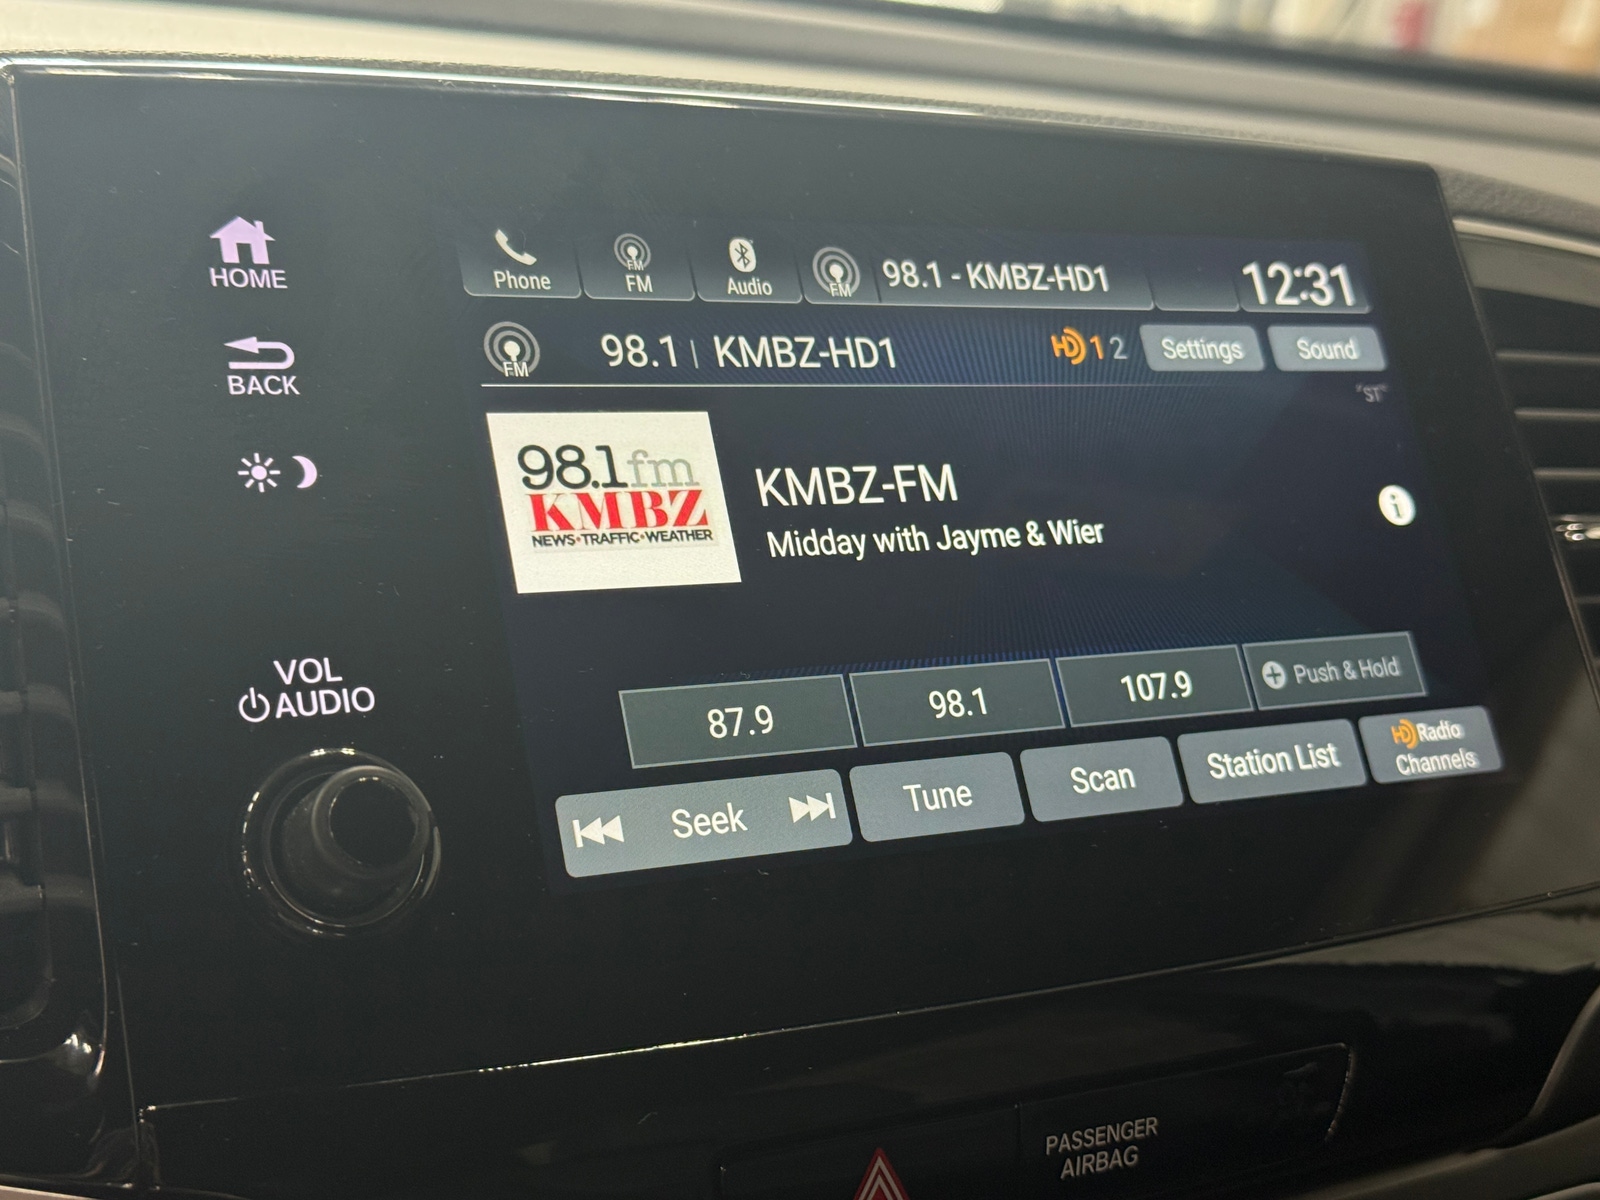 HOME
BACK
VOL
AUDIO
Phone
FM
FM
Audio
FM
98.1 - KMBZ-HD1
12:31
FM
98.1 | KMBZ-HD1
HD 1 2
Settings
Sound
"ST"
98.1fm
KMBZ
NEWS•TRAFFIC•WEATHER
KMBZ-FM
Midday with Jayme & Wier
i
87.9
98.1
107.9
+ Push & Hold
Seek
Tune
Scan
Station List
HD Radio
Channels
PASSENGER
AIRBAG